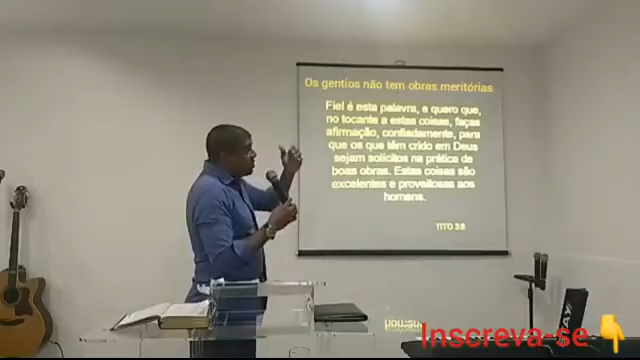 Os gentios não tem obras meritórias
Fiel é esta palavra, e quero que,
no tocante a estas coisas, faças
afirmação, confiadamente, para
que os que têm crido em Deus
sejam solícitos na prática de
boas obras. Estas coisas são
excelentes e proveitosas aos
homens.
TITO 3:8
Inscreva-se👇